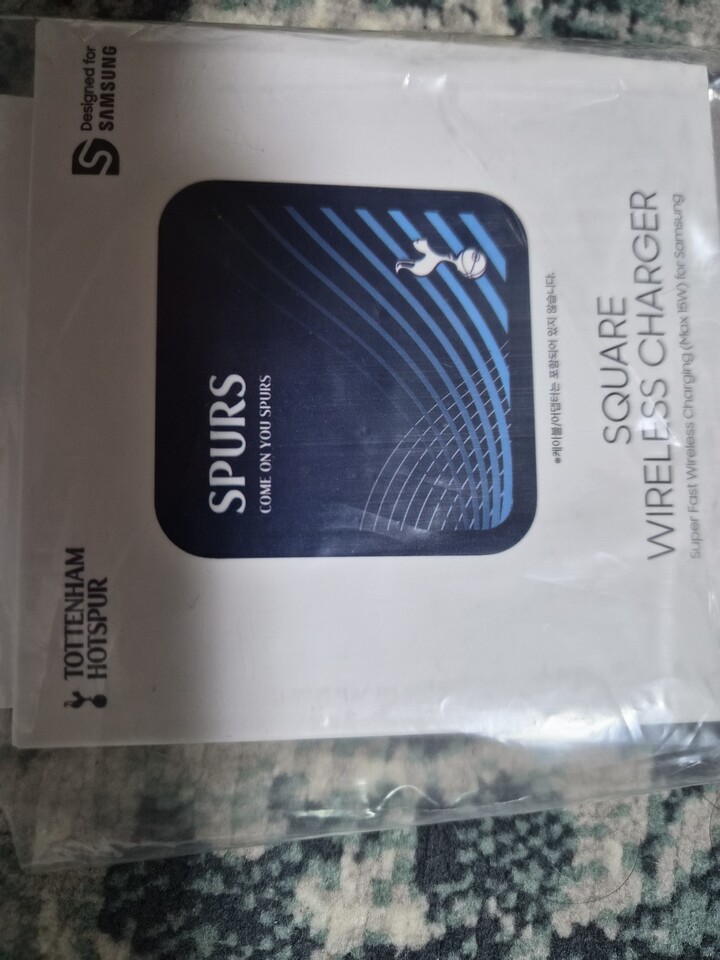 TOTTENHAM
HOTSPUR
Designed for
SAMSUNG
SPURS
COME ON YOU SPURS
*케이블/어댑터는 포함되어 있지 않습니다.
SQUARE
WIRELESS CHARGER
Super Fast Wireless Charging (Max 15W) for Samsung